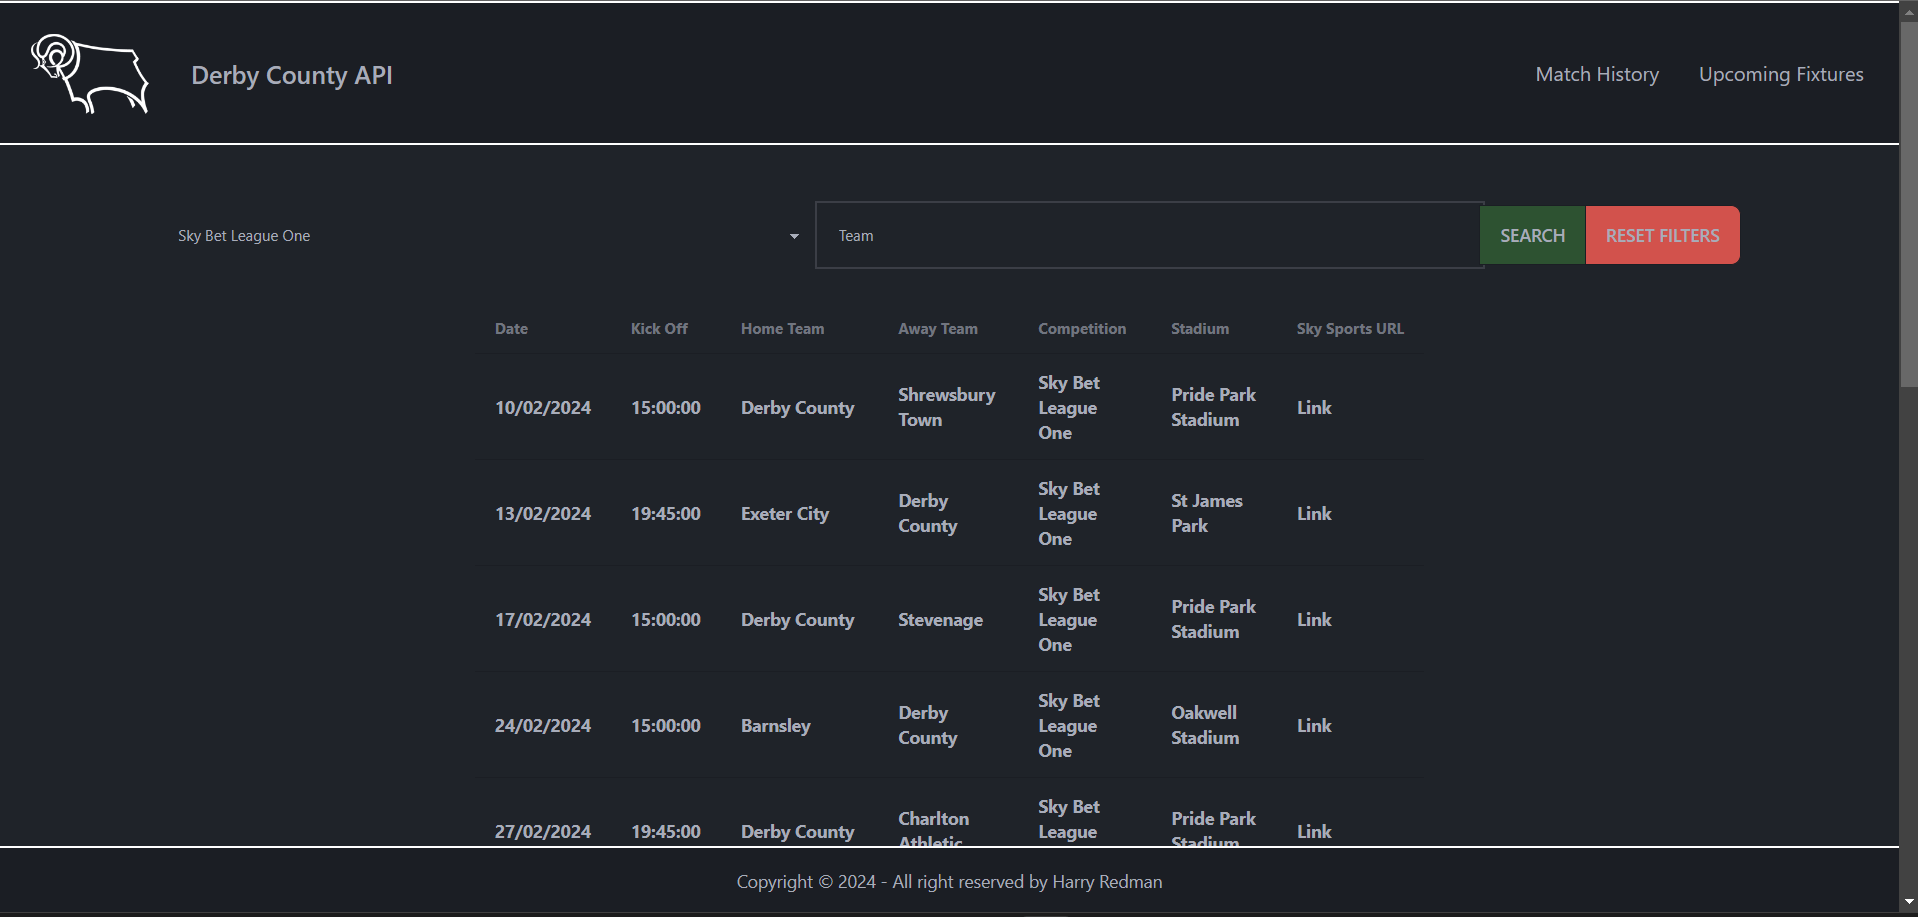 Derby County API
Match History
Upcoming Fixtures
Sky Bet League One
Team
SEARCH
RESET FILTERS
Date Kick Off Home Team Away Team Competition Stadium Sky Sports URL
10/02/2024 15:00:00 Derby County Shrewsbury Town Sky Bet League One Pride Park Stadium Link
13/02/2024 19:45:00 Exeter City Derby County Sky Bet League One St James Park Link
17/02/2024 15:00:00 Derby County Stevenage Sky Bet League One Pride Park Stadium Link
24/02/2024 15:00:00 Barnsley Derby County Sky Bet League One Oakwell Stadium Link
27/02/2024 19:45:00 Derby County Charlton Athletic Sky Bet League Pride Park Stadium Link
Copyright © 2024 - All right reserved by Harry Redman